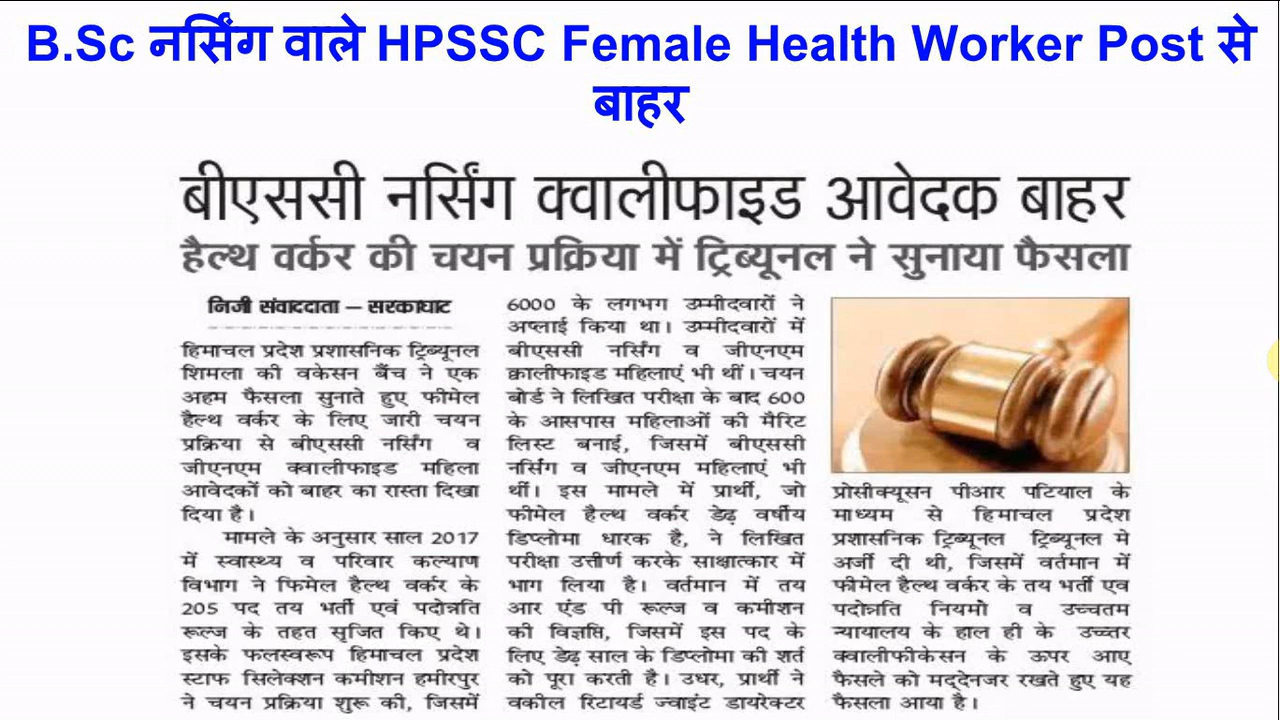 B.Sc नर्सिंग वाले HPSSC Female Health Worker Post से
बाहर
बीएससी नर्सिंग क्वालीफाइड आवेदक बाहर
हैल्थ वर्कर की चयन प्रक्रिया में ट्रिब्यूनल ने सुनाया फैसला
निजी संवाददाता – सरकाघाट
हिमाचल प्रदेश प्रशासनिक ट्रिब्यूनल
शिमला की वकेसन बैंच ने एक
अहम फैसला सुनाते हुए फीमेल
हैल्थ वर्कर के लिए जारी चयन
प्रक्रिया से बीएससी नर्सिंग व
जीएनएम क्वालीफाइड महिला
आवेदकों को बाहर का रास्ता दिखा
दिया है।
मामले के अनुसार साल 2017
में स्वास्थ्य व परिवार कल्याण
विभाग ने फिमेल हैल्थ वर्कर के
205 पद तय भर्ती एवं पदोन्नति
रूल्ज के तहत सृजित किए थे।
इसके फलस्वरूप हिमाचल प्रदेश
स्टाफ सिलेक्शन कमीशन हमीरपुर
ने चयन प्रक्रिया शुरू की, जिसमें
6000 के लगभग उम्मीदवारों ने
अप्लाई किया था। उम्मीदवारों में
बीएससी नर्सिंग व जीएनएम
क्रालीफाइड महिलाएं भी थीं। चयन
बोर्ड ने लिखित परीक्षा के बाद 600
के आसपास महिलाओं की मैरिट
लिस्ट बनाई, जिसमें बीएससी
नर्सिंग व जीएनएम महिलाएं भी
थीं। इस मामले में प्रार्थी, जो
फीमेल हैल्थ वर्कर डेढ़ वर्षीय
डिप्लोमा धारक है, ने लिखित
परीक्षा उत्तीर्ण करके साक्षात्कार में
भाग लिया है। वर्तमान में तय
आर एंड पी रूल्ज व कमीशन
की विज्ञप्ति, जिसमें इस पद के
लिए डेढ़ साल के डिप्लोमा की शर्त
को पूरा करती है। उधर, प्रार्थी ने
वकील रिटायर्ड ज्वाइंट डायरेक्टर
प्रोसीक्यूसन पीआर पटियाल के
माध्यम से हिमाचल प्रदेश
प्रशासनिक ट्रिब्यूनल ट्रिब्यूनल मे
अर्जी दी थी, जिसमें वर्तमान में
फीमेल हैल्थ वर्कर के तय भर्ती एव
पदोन्नति नियमो व उच्चतम
न्यायालय के हाल ही के उच्च्तर
क्वालीफीकेसन के ऊपर आए
फैसले को मद्देनजर रखते हुए यह
फैसला आया है।